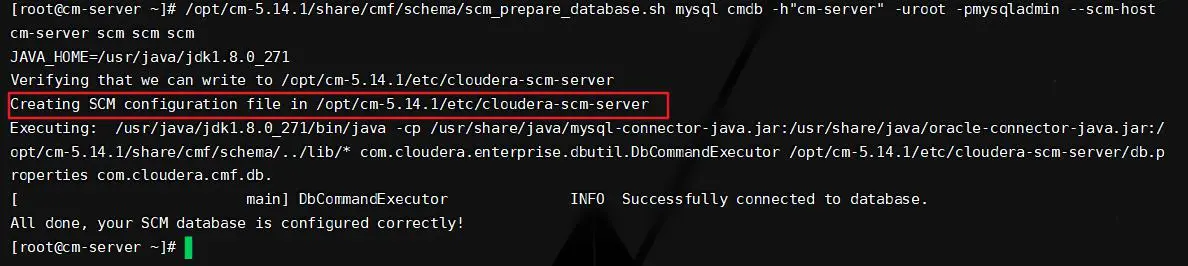 [root@cm-server ~]# /opt/cm-5.14.1/share/cmf/schema/scm_prepare_database.sh mysql cmdb -h"cm-server" -uroot -pmysqladmin --scm-host
cm-server scm scm scm
JAVA_HOME=/usr/java/jdk1.8.0_271
Verifying that we can write to /opt/cm-5.14.1/etc/cloudera-scm-server
Creating SCM configuration file in /opt/cm-5.14.1/etc/cloudera-scm-server
Executing:  /usr/java/jdk1.8.0_271/bin/java -cp /usr/share/java/mysql-connector-java.jar:/usr/share/java/oracle-connector-java.jar:/
opt/cm-5.14.1/share/cmf/schema/../lib/* com.cloudera.enterprise.dbutil.DbCommandExecutor /opt/cm-5.14.1/etc/cloudera-scm-server/db.p
roperties com.cloudera.cmf.db.
[                          main] DbCommandExecutor              INFO  Successfully connected to database.
All done, your SCM database is configured correctly!
[root@cm-server ~]#